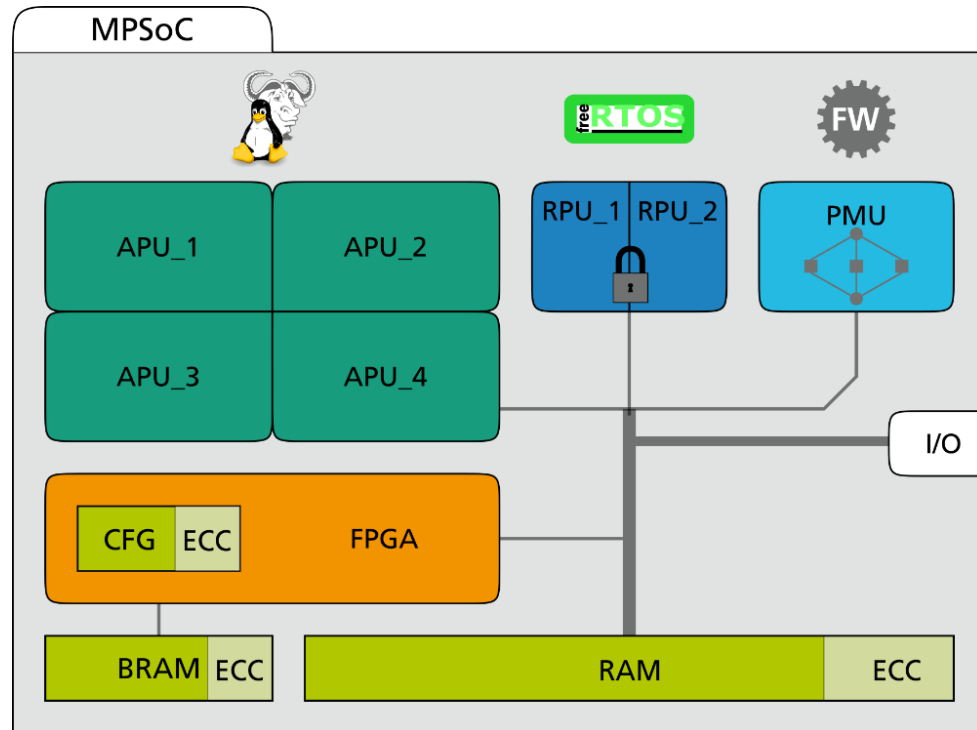 MPSoC
free RTOS
FW
APU_1
APU_2
RPU_1
RPU_2
PMU
APU_3
APU_4
I/O
CFG
ECC
FPGA
BRAM
ECC
RAM
ECC